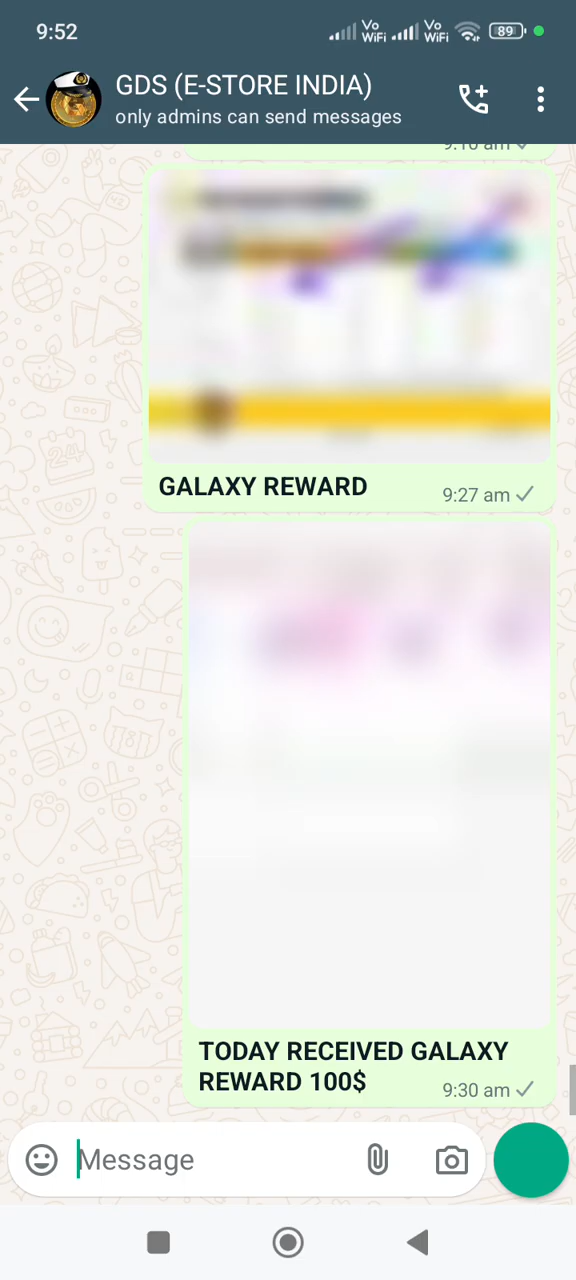 9:52
Vo
WiFi
Vo
WiFi
89
GDS (E-STORE INDIA)
only admins can send messages
GALAXY REWARD
9:27 am
TODAY RECEIVED GALAXY
REWARD 100$
9:30 am
Message